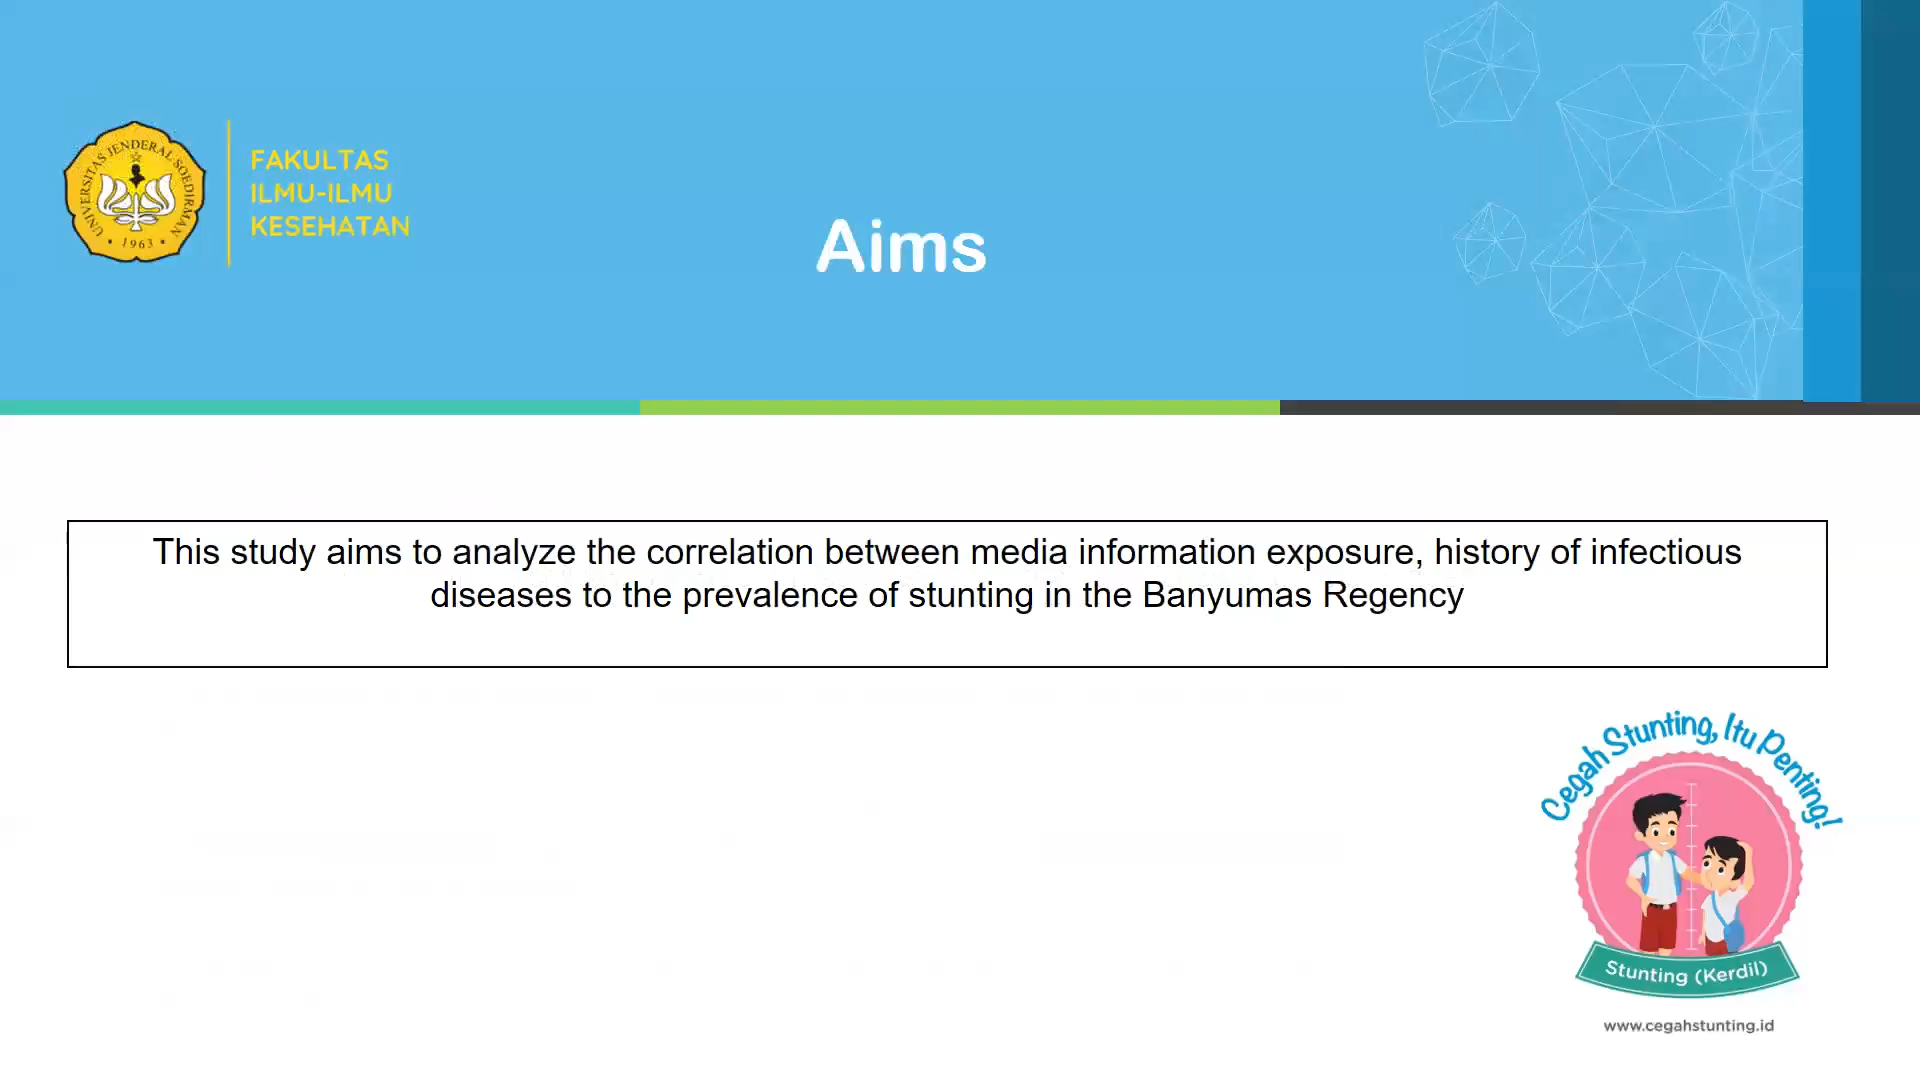 UNIVERSITAS JENDERAL SOEDIRMAN
• 1963 •
FAKULTAS
ILMU-ILMU
KESEHATAN
Aims
This study aims to analyze the correlation between media information exposure, history of infectious
diseases to the prevalence of stunting in the Banyumas Regency
Cegah Stunting, Itu Penting!
Stunting (Kerdil)
www.cegahstunting.id